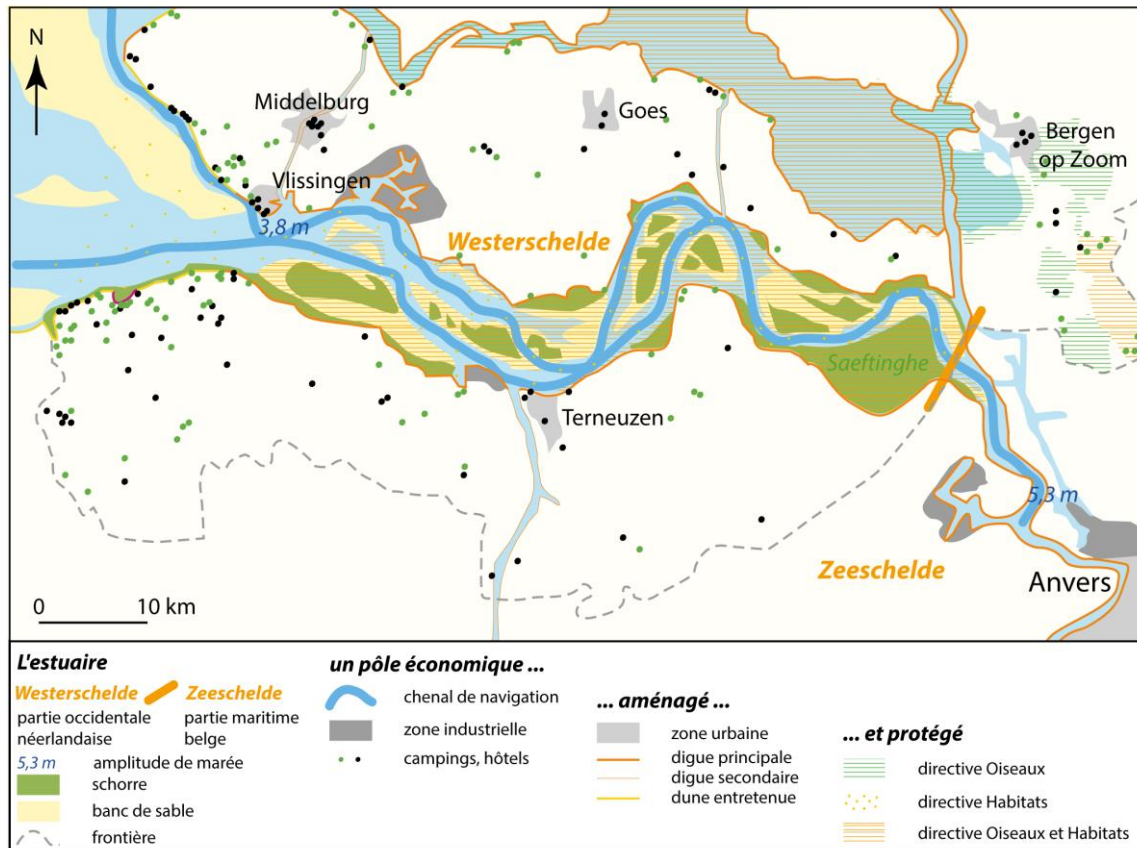 N
Middelburg
Goes
Bergen
op Zoom
Vlissingen
3,8 m
Westerschelde
Saeftinghe
Terneuzen
5,3 m
Zeeschelde
Anvers
0 10 km
L'estuaire
Westerschelde Zeeschelde
partie occidentale
néerlandaise
partie maritime
belge
5,3 m amplitude de marée
schorre
banc de sable
frontière
un pôle économique ...
chenal de navigation
zone industrielle
campings, hôtels
... aménagé ...
zone urbaine
digue principale
digue secondaire
dune entretenue
... et protégé
directive Oiseaux
directive Habitats
directive Oiseaux et Habitats